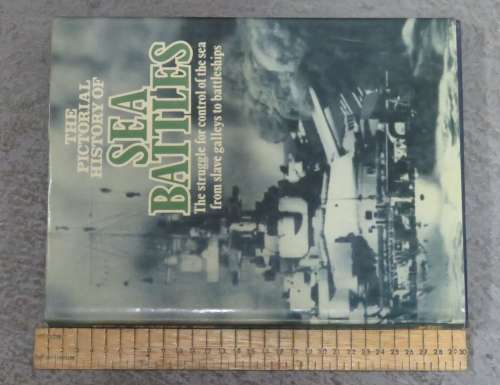 THE
PICTORIAL
HISTORY OF
SEA
BATTLES
The struggle for control of the sea
from slave galleys to battleships